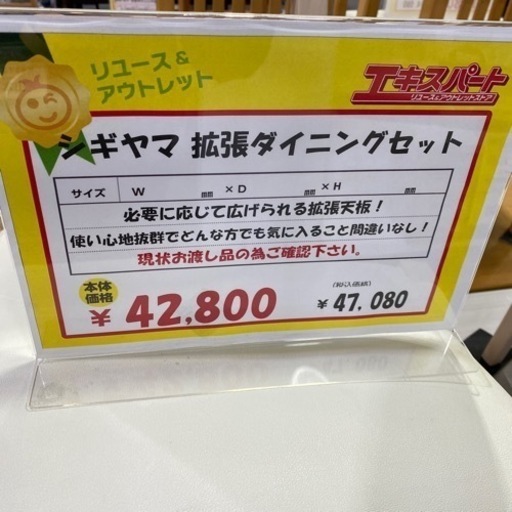 リユース&
アウトレット
エキスパート
リユース&アウトレットストア
シギヤマ 拡張ダイニングセット
サイズ W ㎜ ×D ㎜ ×H ㎜
必要に応じて広げられる拡張天板!
使い心地抜群でどんな方でも気に入ること間違いなし!
現状お渡し品の為ご確認下さい。
本体
価格
¥ 42,800
(税込価格)
¥ 47,080